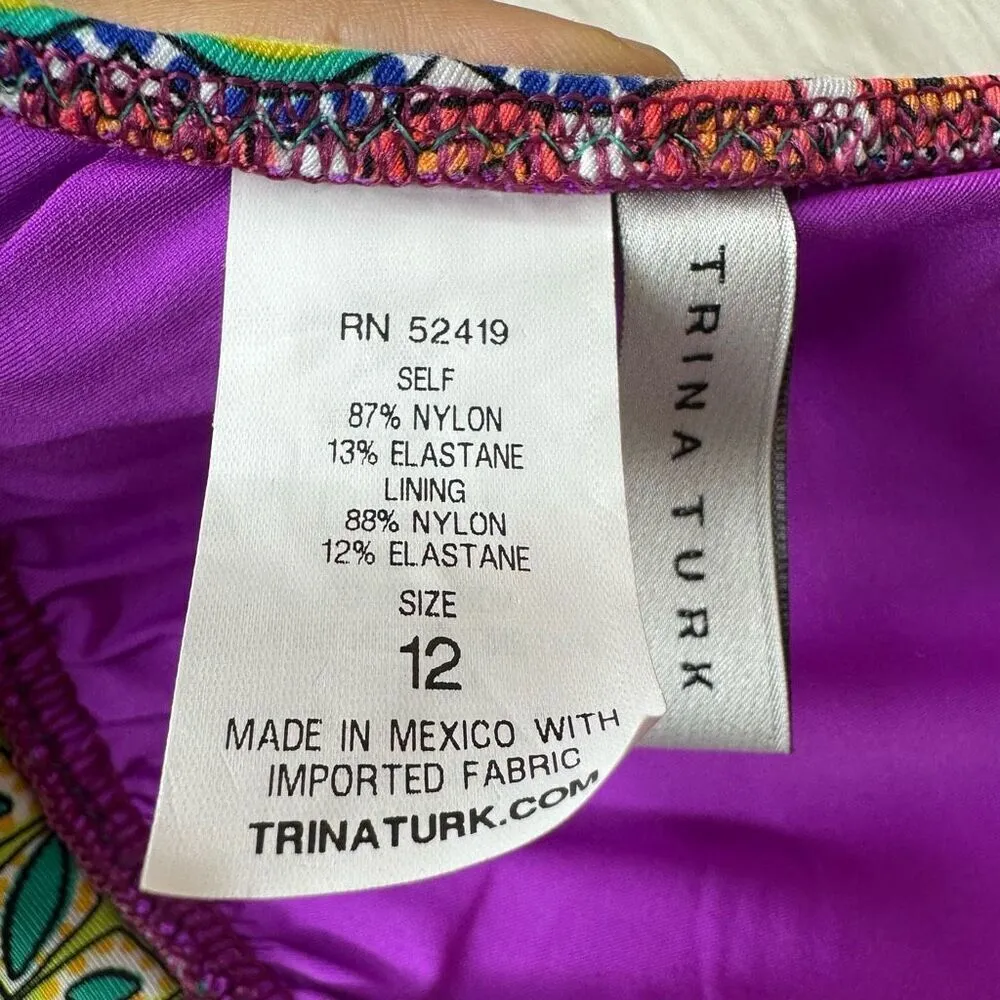 RN 52419
SELF
87% NYLON
13% ELASTANE
LINING
88% NYLON
12% ELASTANE
SIZE
12
MADE IN MEXICO WITH
IMPORTED FABRIC
TRINATURK.COM
TRINA TURK